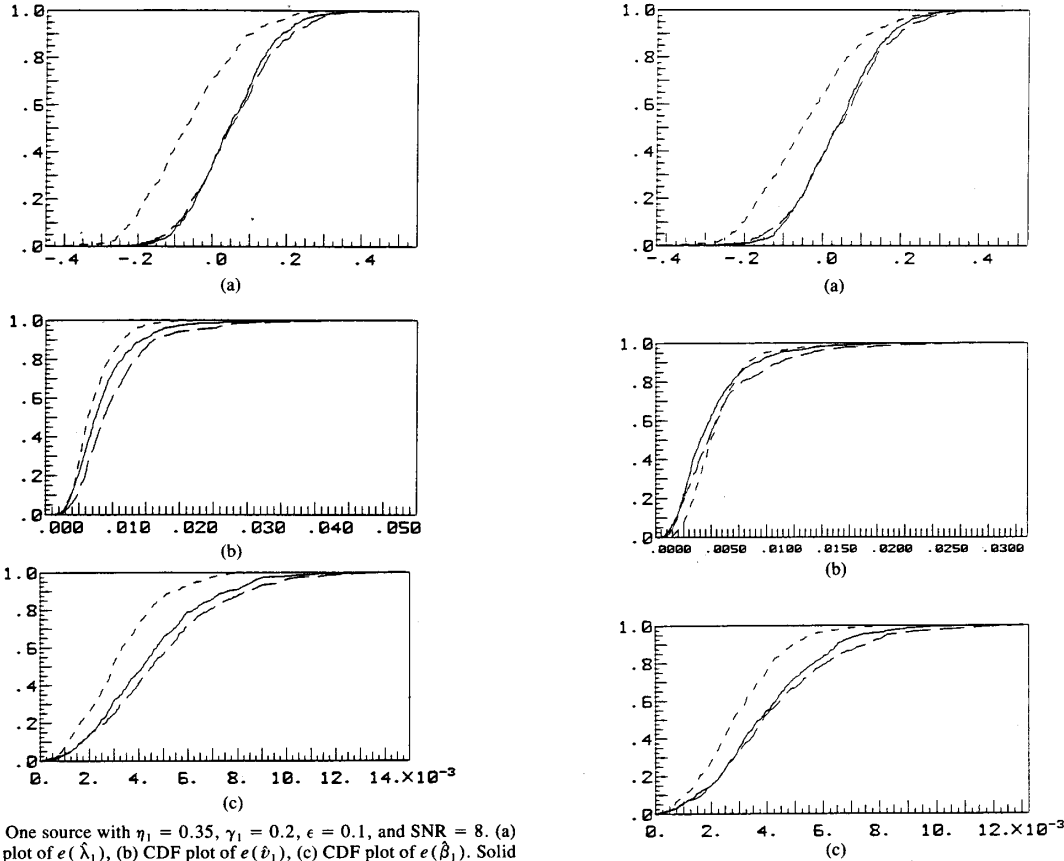 1.0
.8
.6
.4
.2
.0
-.4 -.2 .0 .2 .4
(a)
1.0
.8
.6
.4
.2
.0
.000 .010 .020 .030 .040 .050
(b)
1.0
.8
.6
.4
.2
.0
0. 2. 4. 6. 8. 10. 12. 14.×10⁻³
(c)
One source with η₁ = 0.35, γ₁ = 0.2, ϵ = 0.1, and SNR = 8. (a)
plot of e(λ̂₁), (b) CDF plot of e(v̂₁), (c) CDF plot of e(β̂₁). Solid
1.0
.8
.6
.4
.2
.0
-.4 -.2 .0 .2 .4
(a)
1.0
.8
.6
.4
.2
.0
.0000 .0050 .0100 .0150 .0200 .0250 .0300
(b)
1.0
.8
.6
.4
.2
.0
0. 2. 4. 6. 8. 10. 12.×10⁻³
(c)